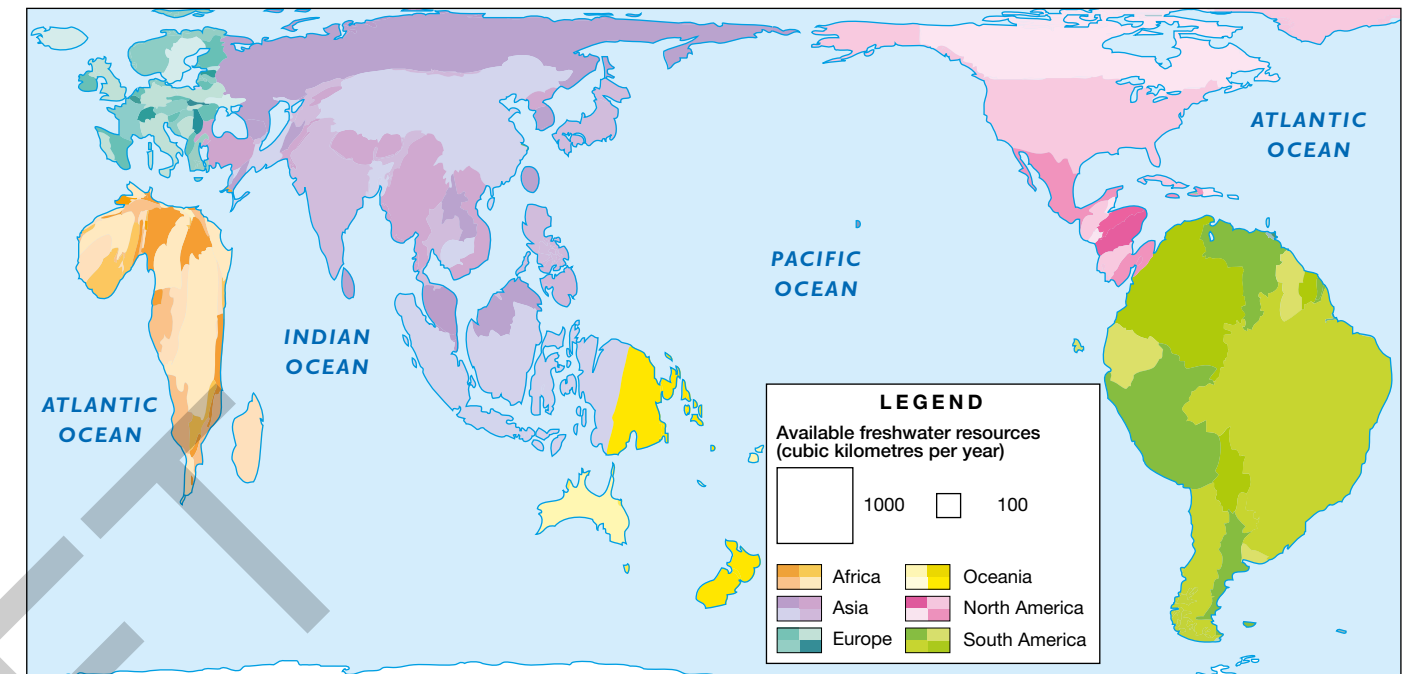 ATLANTIC
OCEAN
PACIFIC
OCEAN
INDIAN
OCEAN
ATLANTIC
OCEAN
LEGEND
Available freshwater resources
(cubic kilometres per year)
1000 100
Africa Oceania
Asia North America
Europe South America